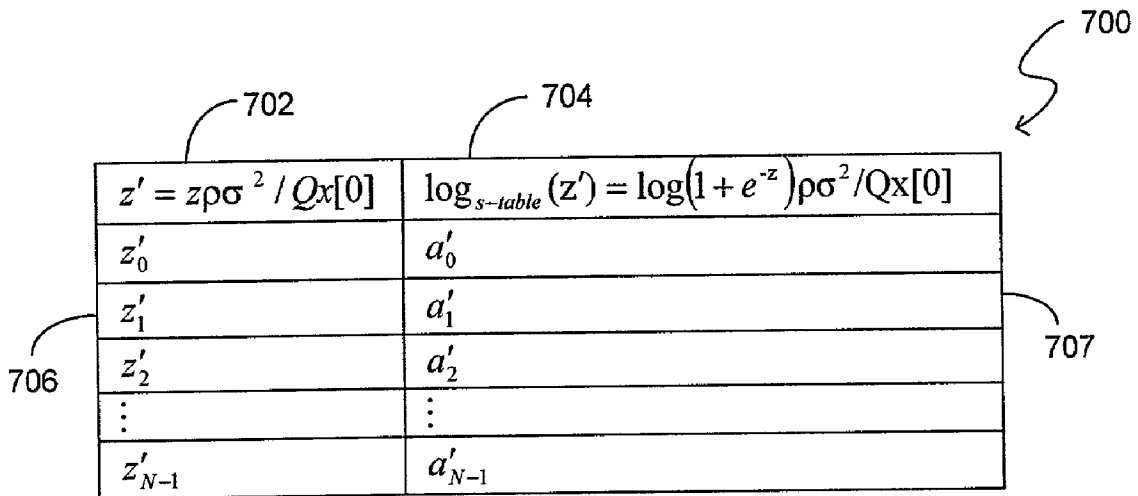 700
702
704
z' = zρσ² / Qx[0]
log_{s-table}(z') = log(1 + e^{-z})ρσ²/Qx[0]
z'_0
a'_0
z'_1
a'_1
706
707
z'_2
a'_2
⋮
⋮
z'_{N-1}
a'_{N-1}